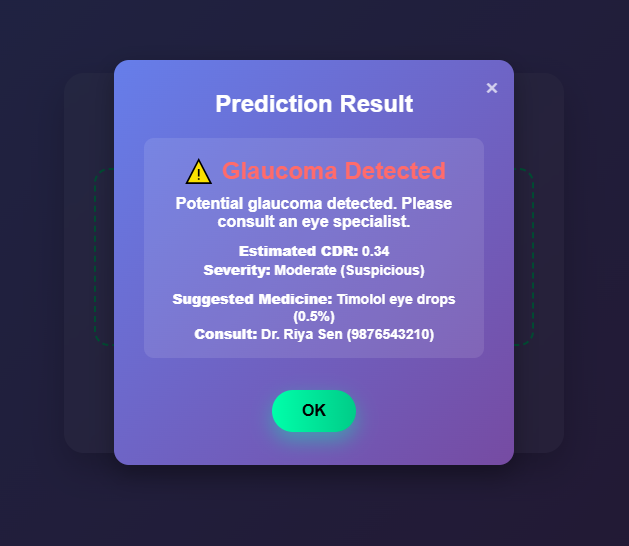 ×
Prediction Result
⚠ Glaucoma Detected
Potential glaucoma detected. Please
consult an eye specialist.
Estimated CDR: 0.34
Severity: Moderate (Suspicious)
Suggested Medicine: Timolol eye drops
(0.5%)
Consult: Dr. Riya Sen (9876543210)
OK